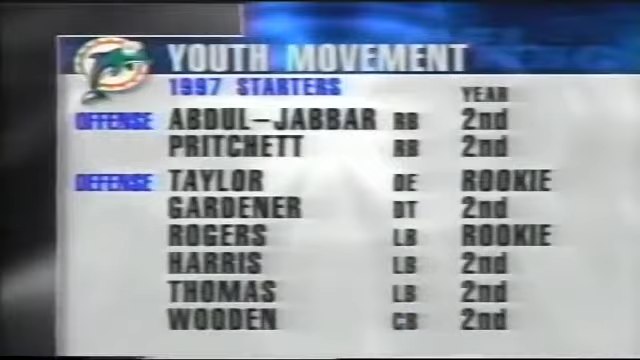 YOUTH MOVEMENT
1997 STARTERS
YEAR
OFFENSE ABDUL-JABBAR RB 2nd
PRITCHETT RB 2nd
DEFENSE TAYLOR DE ROOKIE
GARDENER DT 2nd
ROGERS LB ROOKIE
HARRIS LB 2nd
THOMAS LB 2nd
WOODEN CB 2nd